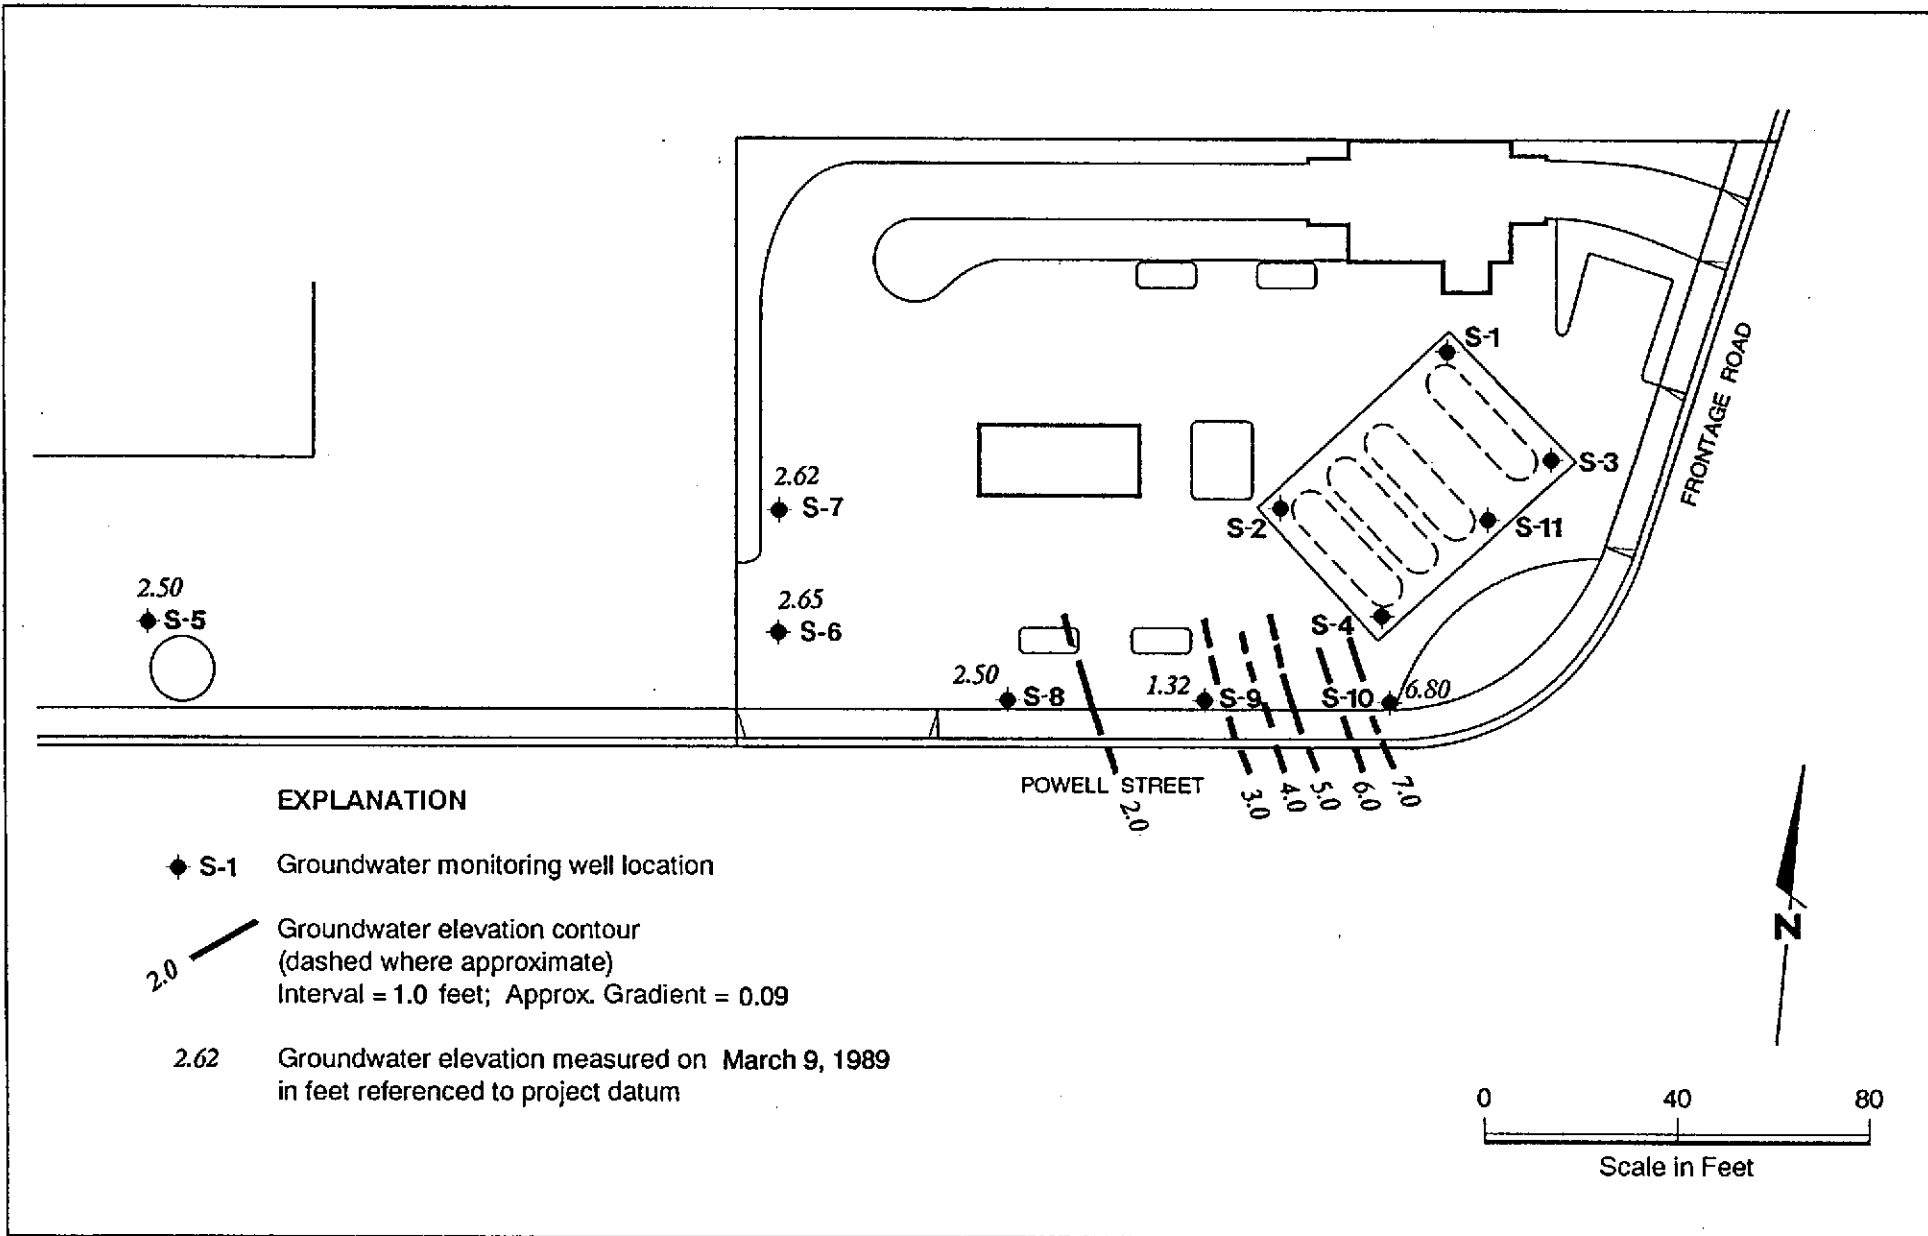 S-1
FRONTAGE ROAD
S-3
2.62
S-7
S-2
S-11
2.50
S-5
2.65
S-6
S-4
2.50
S-8
1.32
S-9
S-10
6.80
POWELL STREET
2.0
3.0
4.0
5.0
6.0
7.0
EXPLANATION
S-1 Groundwater monitoring well location
2.0
Groundwater elevation contour
(dashed where approximate)
Interval = 1.0 feet; Approx. Gradient = 0.09
2.62 Groundwater elevation measured on March 9, 1989
in feet referenced to project datum
N
0 40 80
Scale in Feet